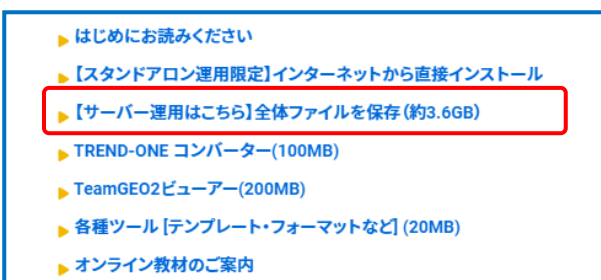 はじめにお読みください
【スタンドアロン運用限定】インターネットから直接インストール
【サーバー運用はこちら】全体ファイルを保存（約3.6GB）
TREND-ONE コンバーター(100MB)
TeamGEO2ビューアー(200MB)
各種ツール [テンプレート・フォーマットなど] (20MB)
オンライン教材のご案内